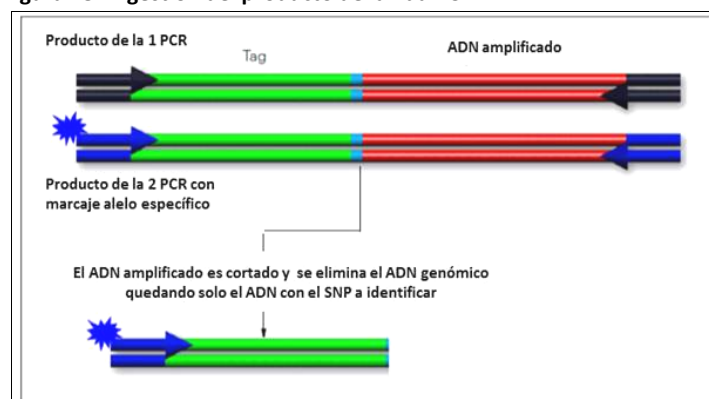 Producto de la 1 PCR
Tag
ADN amplificado
Producto de la 2 PCR con
marcaje alelo específico
El ADN amplificado es cortado y se elimina el ADN genómico
quedando solo el ADN con el SNP a identificar